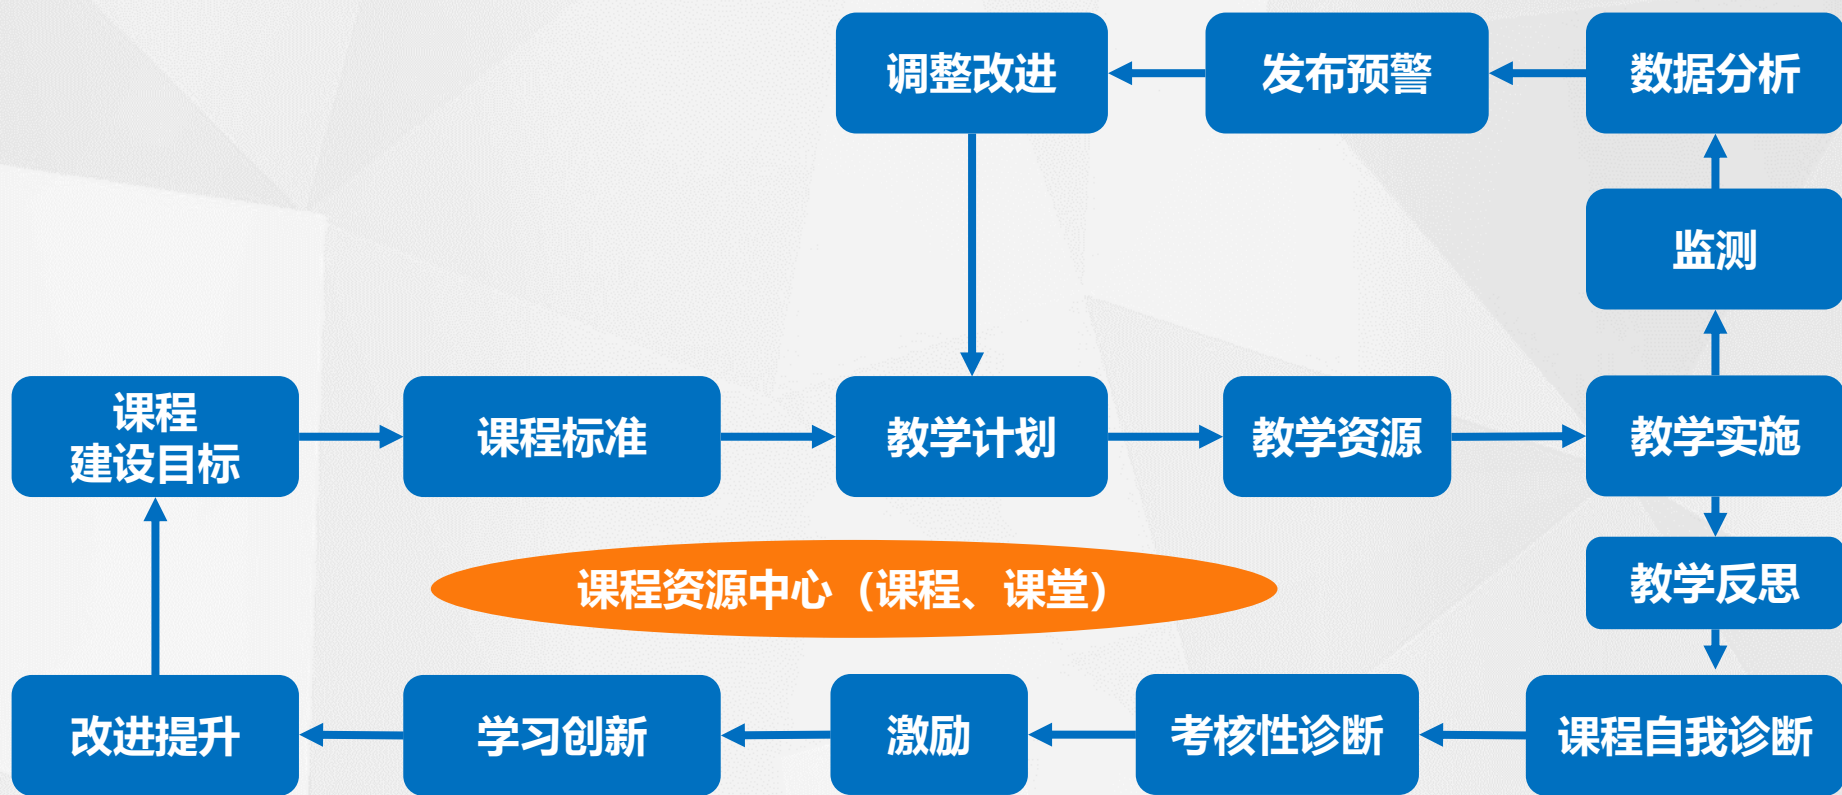 调整改进
发布预警
数据分析
监测
课程
建设目标
课程标准
教学计划
教学资源
教学实施
课程资源中心（课程、课堂）
教学反思
改进提升
学习创新
激励
考核性诊断
课程自我诊断